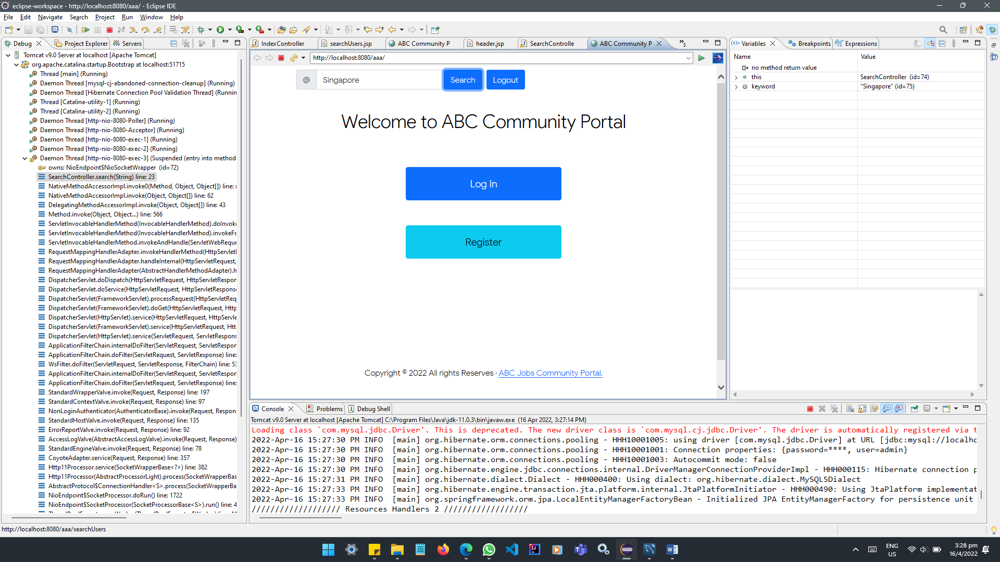 eclipse-workspace - http://localhost:8080/aaa/ - Eclipse IDE
File Edit Navigate Search Project Run Window Help
Debug Project Explorer Servers
Tomcat v9.0 Server at localhost [Apache Tomcat]
org.apache.catalina.startup.Bootstrap at localhost:51715
Thread [main] (Running)
Daemon Thread [mysql-cj-abandoned-connection-cleanup] (Running)
Daemon Thread [Hibernate Connection Pool Validation Thread] (Runnin
Thread [Catalina-utility-1] (Running)
Thread [Catalina-utility-2] (Running)
Daemon Thread [http-nio-8080-Poller] (Running)
Daemon Thread [http-nio-8080-Acceptor] (Running)
Daemon Thread [http-nio-8080-exec-1] (Running)
Daemon Thread [http-nio-8080-exec-2] (Running)
Daemon Thread [http-nio-8080-exec-3] (Suspended (entry into method
owns: NioEndpoint$NioSocketWrapper (id=72)
SearchController.search(String) line: 23
NativeMethodAccessorImpl.invoke0(Method, Object, Object[]) line:
NativeMethodAccessorImpl.invoke(Object, Object[]) line: 62
DelegatingMethodAccessorImpl.invoke(Object, Object[]) line: 43
Method.invoke(Object, Object...) line: 566
ServletInvocableHandlerMethod(InvocableHandlerMethod).doInvoke
ServletInvocableHandlerMethod(InvocableHandlerMethod).invokeFo
ServletInvocableHandlerMethod.invokeAndHandle(ServletWebReque
RequestMappingHandlerAdapter.invokeHandlerMethod(HttpServletI
RequestMappingHandlerAdapter.handleInternal(HttpServletRequest,
RequestMappingHandlerAdapter(AbstractHandlerMethodAdapter).h
DispatcherServlet.doDispatch(HttpServletRequest, HttpServletRespon
DispatcherServlet.doService(HttpServletRequest, HttpServletResponse
DispatcherServlet(FrameworkServlet).processRequest(HttpServletReq
DispatcherServlet(FrameworkServlet).doGet(HttpServletRequest, Http
DispatcherServlet(HttpServlet).service(HttpServletRequest, HttpServle
DispatcherServlet(FrameworkServlet).service(HttpServletRequest, Htt
DispatcherServlet(HttpServlet).service(ServletRequest, ServletRespon
ApplicationFilterChain.internalDoFilter(ServletRequest, ServletRespon
ApplicationFilterChain.doFilter(ServletRequest, ServletResponse) line:
WsFilter.doFilter(ServletRequest, ServletResponse, FilterChain) line: 53
ApplicationFilterChain.internalDoFilter(ServletRequest, ServletRespon
ApplicationFilterChain.doFilter(ServletRequest, ServletResponse) line:
StandardWrapperValve.invoke(Request, Response) line: 197
StandardContextValve.invoke(Request, Response) line: 97
NonLoginAuthenticator(AuthenticatorBase).invoke(Request, Respon
StandardHostValve.invoke(Request, Response) line: 135
ErrorReportValve.invoke(Request, Response) line: 92
AccessLogValve(AbstractAccessLogValve).invoke(Request, Response)
StandardEngineValve.invoke(Request, Response) line: 78
CoyoteAdapter.service(Request, Response) line: 357
Http11Processor.service(SocketWrapperBase<?>) line: 382
Http11Processor(AbstractProcessorLight).process(SocketWrapperBas
AbstractProtocol$ConnectionHandler<S>.process(SocketWrapperBa
NioEndpoint$SocketProcessor.doRun() line: 1722
NioEndpoint$SocketProcessor(SocketProcessorBase<S>).run() line: 4
http://localhost:8080/aaa/searchUsers
IndexController searchUsers.jsp ABC Community P header.jsp SearchControlle ABC Community P »5
http://localhost:8080/aaa/
@ Singapore Search Logout
Welcome to ABC Community Portal
Log In
Register
Copyright © 2022 All rights Reserves · ABC Jobs Community Portal.
Variables Breakpoints Expressions
Name Value
no method return value
this SearchController (id=74)
keyword "Singapore" (id=75)
Console Problems Debug Shell
Tomcat v9.0 Server at localhost [Apache Tomcat] C:\Program Files\Java\jdk-11.0.3\bin\javaw.exe (16 Apr 2022, 3:27:14 PM)
Loading class `com.mysql.jdbc.Driver'. This is deprecated. The new driver class is `com.mysql.cj.jdbc.Driver'. The driver is automatically registered via t
2022-Apr-16 15:27:30 PM INFO [main] org.hibernate.orm.connections.pooling - HHH10001005: using driver [com.mysql.jdbc.Driver] at URL [jdbc:mysql://localho
2022-Apr-16 15:27:30 PM INFO [main] org.hibernate.orm.connections.pooling - HHH10001001: Connection properties: {password=****, user=admin}
2022-Apr-16 15:27:30 PM INFO [main] org.hibernate.orm.connections.pooling - HHH10001003: Autocommit mode: false
2022-Apr-16 15:27:30 PM INFO [main] org.hibernate.engine.jdbc.connections.internal.DriverManagerConnectionProviderImpl - HHH000115: Hibernate connection p
2022-Apr-16 15:27:31 PM INFO [main] org.hibernate.dialect.Dialect - HHH000400: Using dialect: org.hibernate.dialect.MySQL5Dialect
2022-Apr-16 15:27:33 PM INFO [main] org.hibernate.engine.transaction.jta.platform.internal.JtaPlatformInitiator - HHH000490: Using JtaPlatform implementat
2022-Apr-16 15:27:33 PM INFO [main] org.springframework.orm.jpa.LocalEntityManagerFactoryBean - Initialized JPA EntityManagerFactory for persistence unit
/////////////////// Resources Handlers 2 //////////////////
ENG
US
3:28 pm
16/4/2022